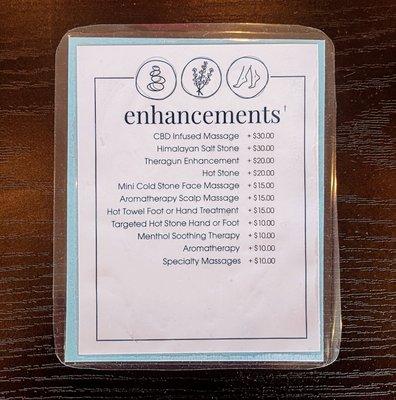 enhancements†
CBD Infused Massage + $30.00
Himalayan Salt Stone + $30.00
Theragun Enhancement + $20.00
Hot Stone + $20.00
Mini Cold Stone Face Massage + $15.00
Aromatherapy Scalp Massage + $15.00
Hot Towel Foot or Hand Treatment + $15.00
Targeted Hot Stone Hand or Foot + $10.00
Menthol Soothing Therapy + $10.00
Aromatherapy + $10.00
Specialty Massages + $10.00